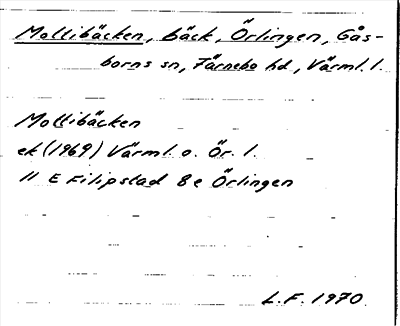 Mollibäcken, bäck, Örlingen, Gås-
borns sn, Färnebo hd, Värml. l.
Mollibäcken
ek (1969) Värml. o. Ör. l.
11 E Filipstad 8e Örlingen
L.F. 1970